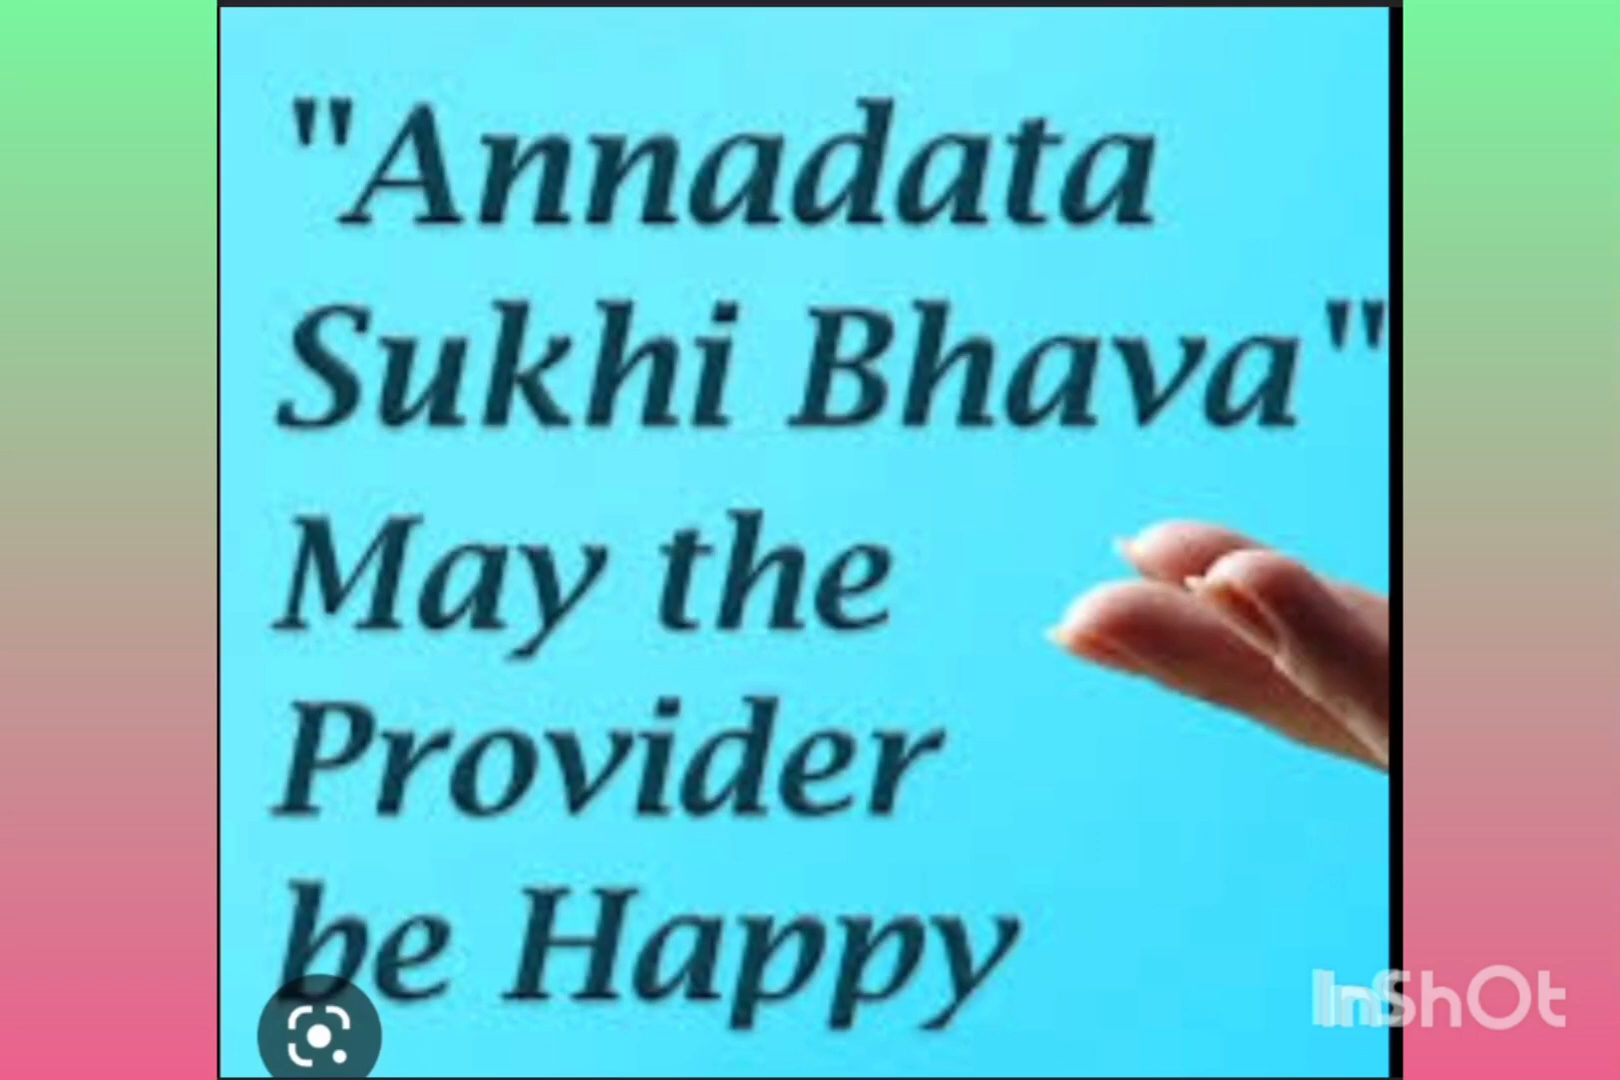 "Annadata
Sukhi Bhava"
May the
Provider
be Happy
InShOt